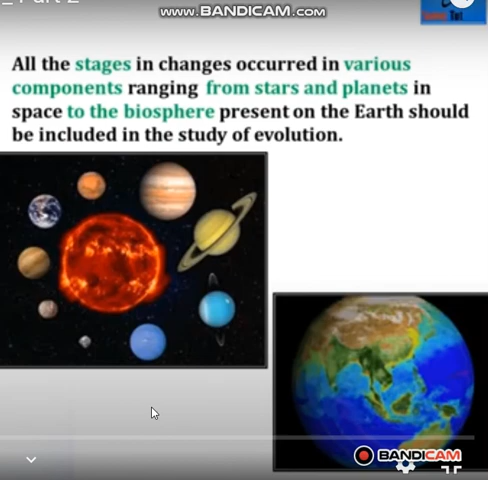 www.BANDICAM.com
All the stages in changes occurred in various
components ranging from stars and planets in
space to the biosphere present on the Earth should
be included in the study of evolution.
BANDICAM